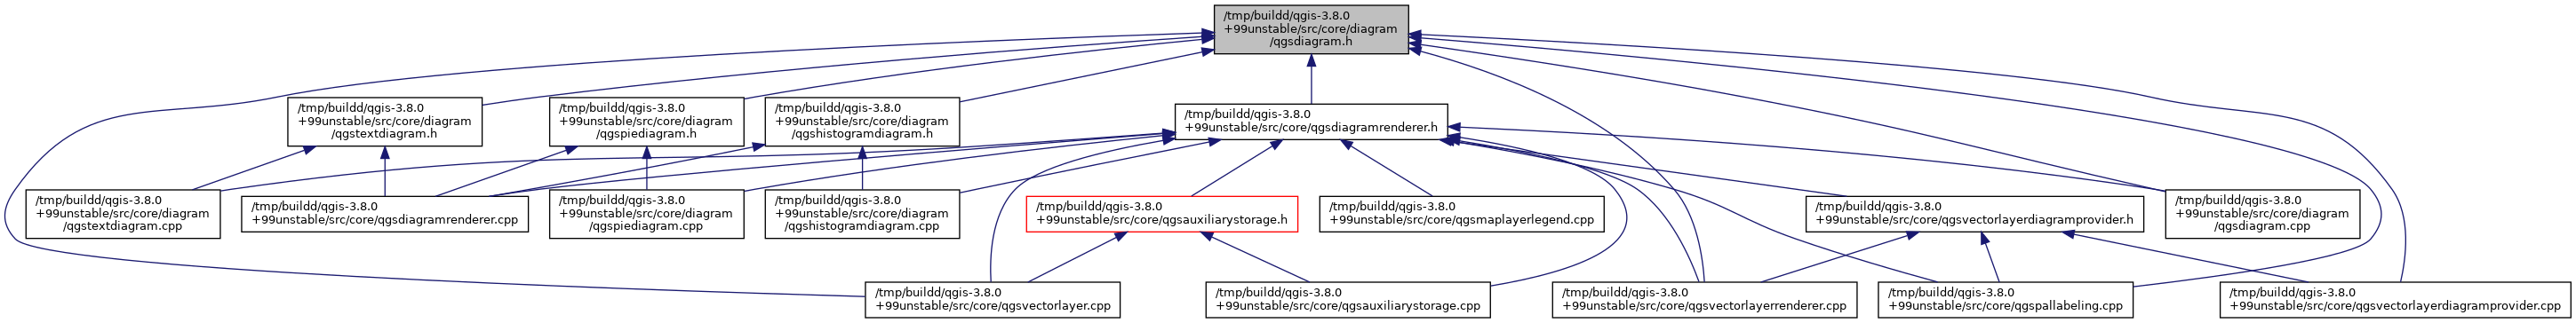 /tmp/buildd/qgis-3.8.0
+99unstable/src/core/diagram
/qgsdiagram.h
/tmp/buildd/qgis-3.8.0
+99unstable/src/core/diagram
/qgstextdiagram.h
/tmp/buildd/qgis-3.8.0
+99unstable/src/core/diagram
/qgspiediagram.h
/tmp/buildd/qgis-3.8.0
+99unstable/src/core/diagram
/qgshistogramdiagram.h
/tmp/buildd/qgis-3.8.0
+99unstable/src/core/qgsdiagramrenderer.h
/tmp/buildd/qgis-3.8.0
+99unstable/src/core/diagram
/qgstextdiagram.cpp
/tmp/buildd/qgis-3.8.0
+99unstable/src/core/qgsdiagramrenderer.cpp
/tmp/buildd/qgis-3.8.0
+99unstable/src/core/diagram
/qgspiediagram.cpp
/tmp/buildd/qgis-3.8.0
+99unstable/src/core/diagram
/qgshistogramdiagram.cpp
/tmp/buildd/qgis-3.8.0
+99unstable/src/core/qgsauxiliarystorage.h
/tmp/buildd/qgis-3.8.0
+99unstable/src/core/qgsmaplayerlegend.cpp
/tmp/buildd/qgis-3.8.0
+99unstable/src/core/qgsvectorlayerdiagramprovider.h
/tmp/buildd/qgis-3.8.0
+99unstable/src/core/diagram
/qgsdiagram.cpp
/tmp/buildd/qgis-3.8.0
+99unstable/src/core/qgsvectorlayer.cpp
/tmp/buildd/qgis-3.8.0
+99unstable/src/core/qgsauxiliarystorage.cpp
/tmp/buildd/qgis-3.8.0
+99unstable/src/core/qgsvectorlayerrenderer.cpp
/tmp/buildd/qgis-3.8.0
+99unstable/src/core/qgspallabeling.cpp
/tmp/buildd/qgis-3.8.0
+99unstable/src/core/qgsvectorlayerdiagramprovider.cpp